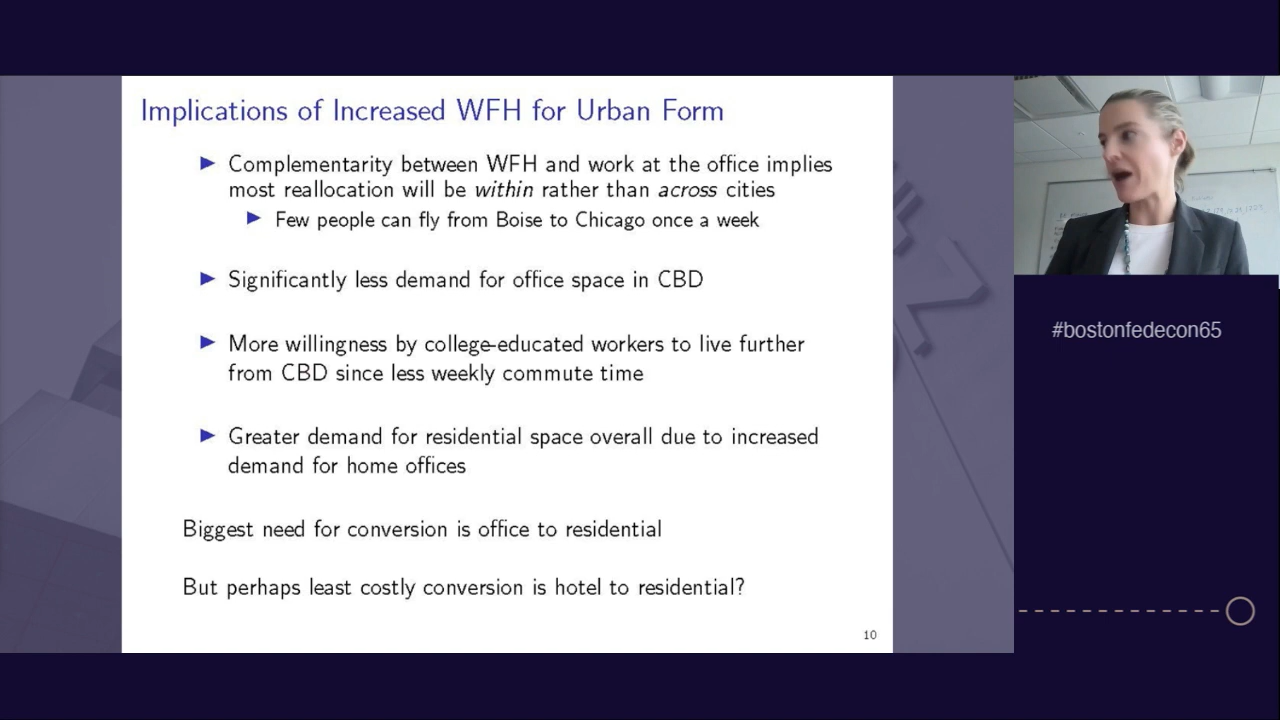 Implications of Increased WFH for Urban Form
Complementarity between WFH and work at the office implies
most reallocation will be within rather than across cities
Few people can fly from Boise to Chicago once a week
Significantly less demand for office space in CBD
More willingness by college-educated workers to live further
from CBD since less weekly commute time
Greater demand for residential space overall due to increased
demand for home offices
Biggest need for conversion is office to residential
But perhaps least costly conversion is hotel to residential?
10
#bostonfedecon65